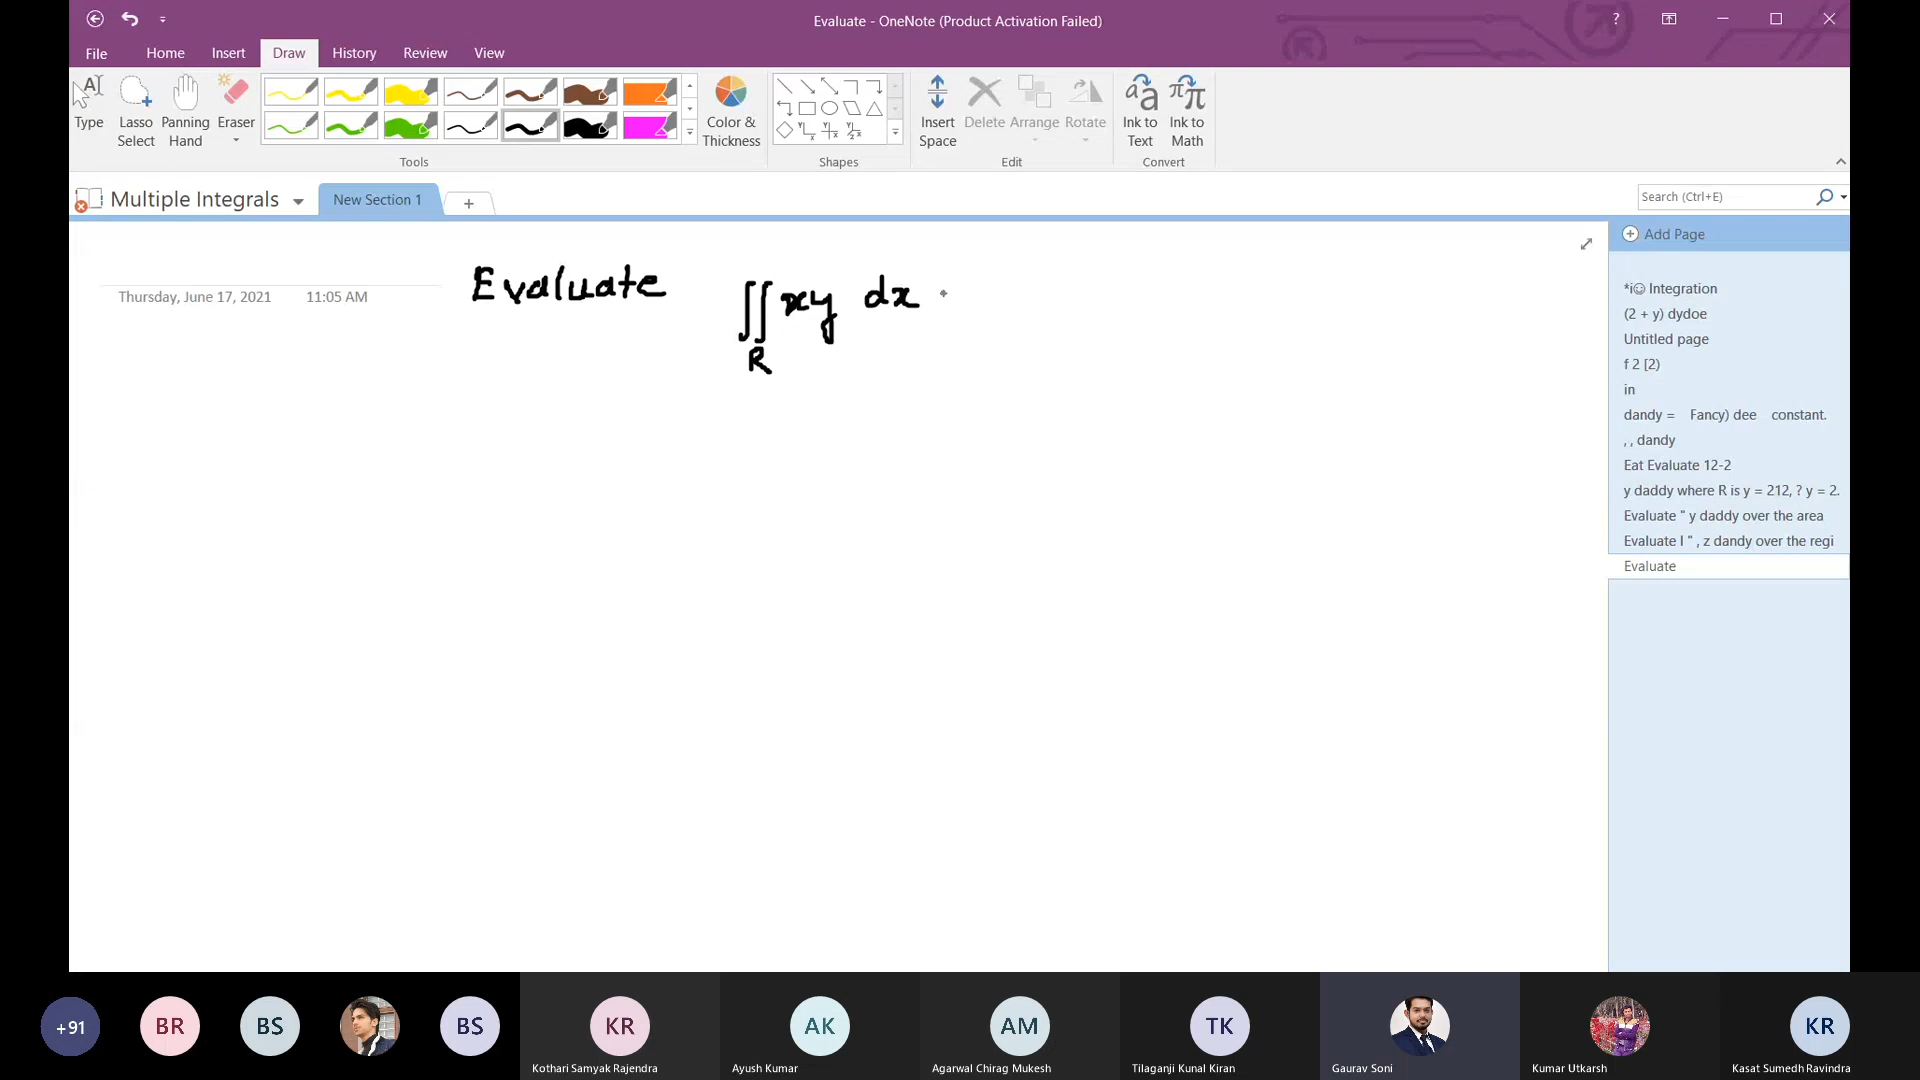 Evaluate - OneNote (Product Activation Failed)
?
File Home Insert Draw History Review View
Type
Lasso Select
Panning Hand
Eraser
Color & Thickness
Insert Space
Delete
Arrange
Rotate
Ink to Text
Ink to Math
Tools
Shapes
Edit
Convert
Multiple Integrals
New Section 1
+
Search (Ctrl+E)
Add Page
Thursday, June 17, 2021 11:05 AM
Evaluate ∬ xy dx
R
*i☺ Integration
(2 + y) dydoe
Untitled page
f 2 [2)
in
dandy = Fancy) dee constant.
, , dandy
Eat Evaluate 12-2
y daddy where R is y = 212, ? y = 2.
Evaluate " y daddy over the area
Evaluate I " , z dandy over the regi
Evaluate
+91
BR
BS
BS
KR
AK
AM
TK
KR
Kothari Samyak Rajendra
Ayush Kumar
Agarwal Chirag Mukesh
Tilaganji Kunal Kiran
Gaurav Soni
Kumar Utkarsh
Kasat Sumedh Ravindra